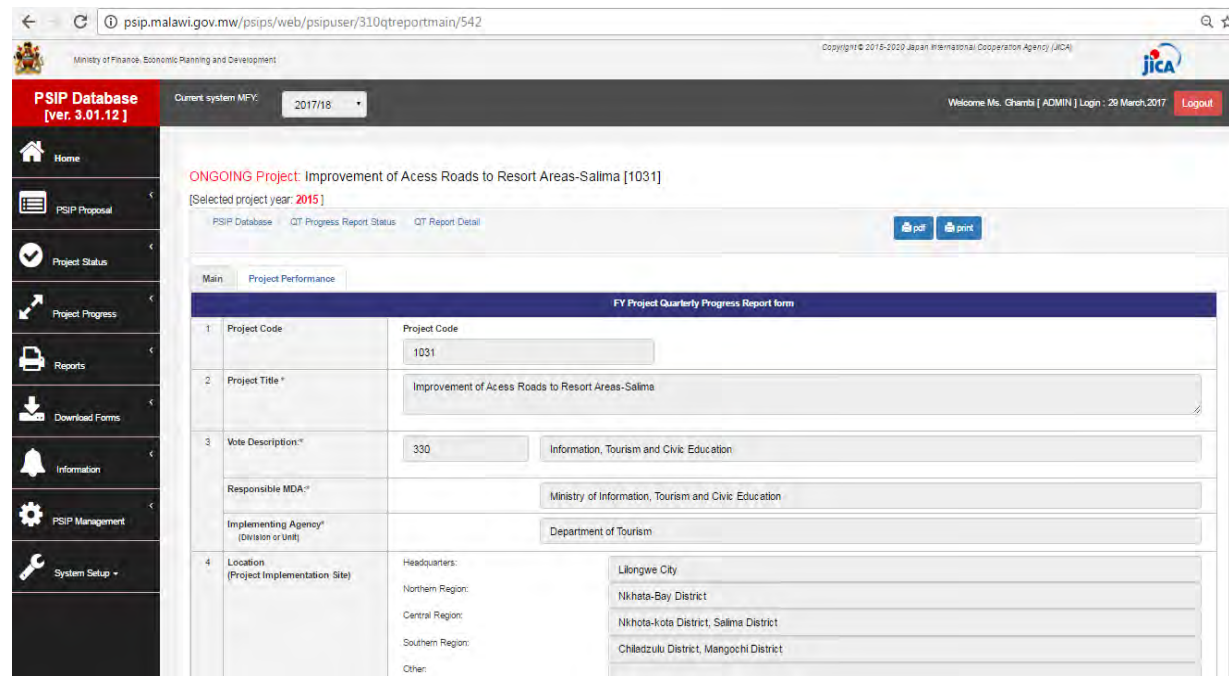 psip.malawi.gov.mw/psips/web/psipuser/310qtreportmain/542
Ministry of Finance, Economic Planning and Development
Copyright © 2015-2020 Japan International Cooperation Agency (JICA)
jica
PSIP Database
[ver. 3.01.12 ]
Current system MFY:
2017/18
Welcome Ms. Ghambi [ ADMIN ] Login : 29 March,2017
Logout
Home
PSIP Proposal
Project Status
Project Progress
Reports
Download Forms
Information
PSIP Management
System Setup
ONGOING Project: Improvement of Acess Roads to Resort Areas-Salima [1031]
[Selected project year: 2015 ]
PSIP Database QT Progress Report Status QT Report Detail
pdf print
Main Project Performance
FY Project Quarterly Progress Report form
1 Project Code Project Code
1031
2 Project Title * Improvement of Acess Roads to Resort Areas-Salima
3 Vote Description:* 330 Information, Tourism and Civic Education
Responsible MDA:* Ministry of Information, Tourism and Civic Education
Implementing Agency* Department of Tourism
(Division or Unit)
4 Location Headquarters: Lilongwe City
(Project Implementation Site)
Northern Region: Nkhata-Bay District
Central Region: Nkhota-kota District, Salima District
Southern Region: Chiladzulu District, Mangochi District
Other: